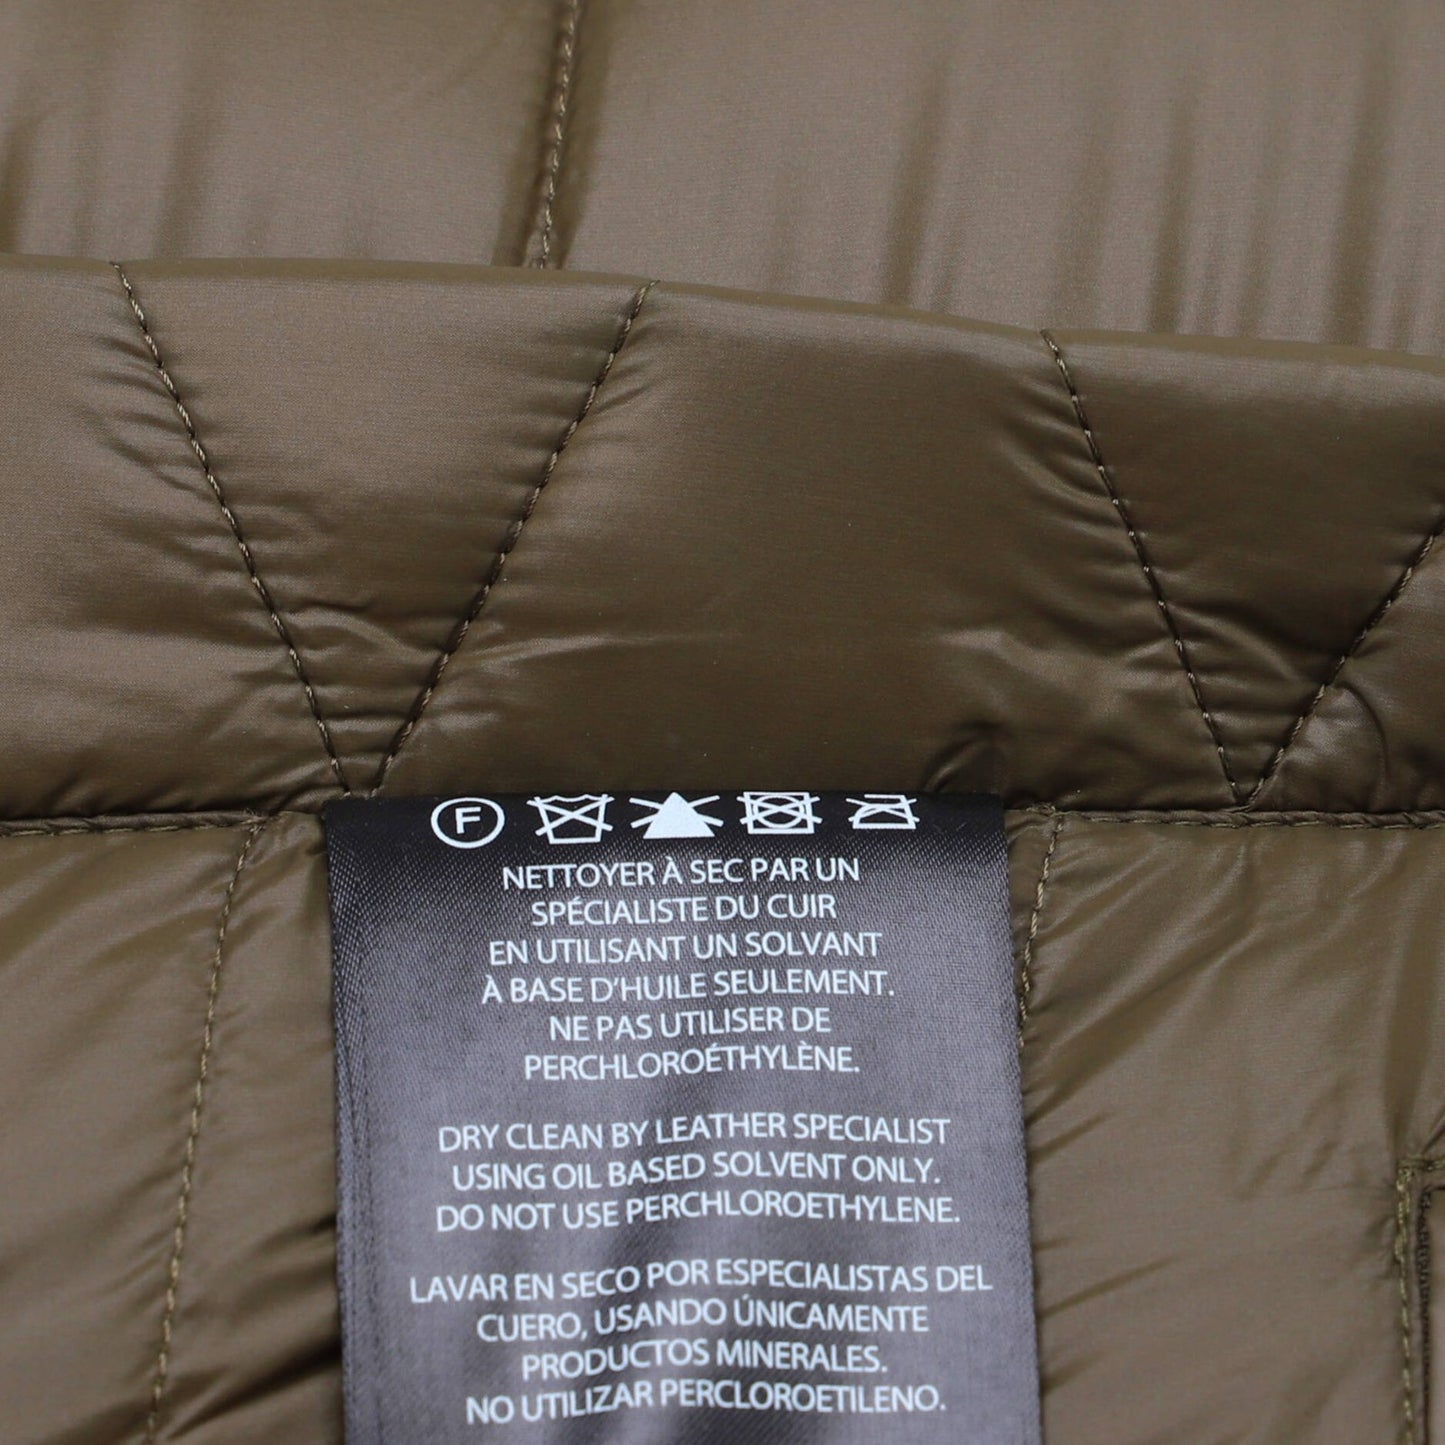 F
NETTOYER À SEC PAR UN
SPÉCIALISTE DU CUIR
EN UTILISANT UN SOLVANT
À BASE D'HUILE SEULEMENT.
NE PAS UTILISER DE
PERCHLOROÉTHYLÈNE.
DRY CLEAN BY LEATHER SPECIALIST
USING OIL BASED SOLVENT ONLY.
DO NOT USE PERCHLOROETHYLENE.
LAVAR EN SECO POR ESPECIALISTAS DEL
CUERO, USANDO ÚNICAMENTE
PRODUCTOS MINERALES.
NO UTILIZAR PERCLOROETILENO.